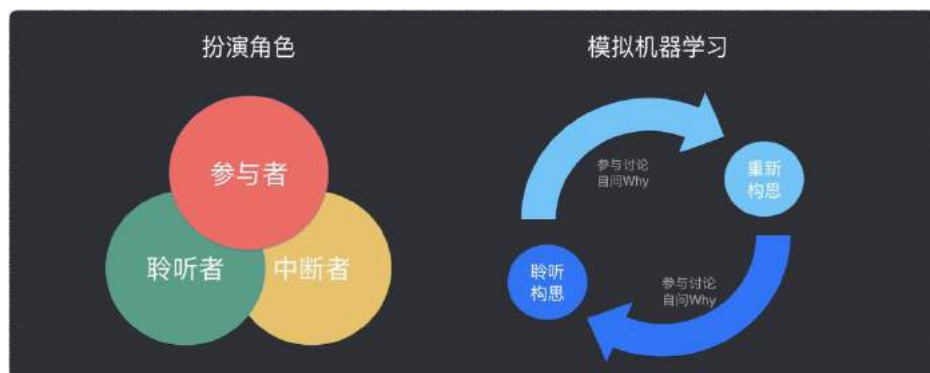 扮演角色
参与者
聆听者
中断者
模拟机器学习
参与讨论
自问Why
重新
构思
聆听
构思
参与讨论
自问Why